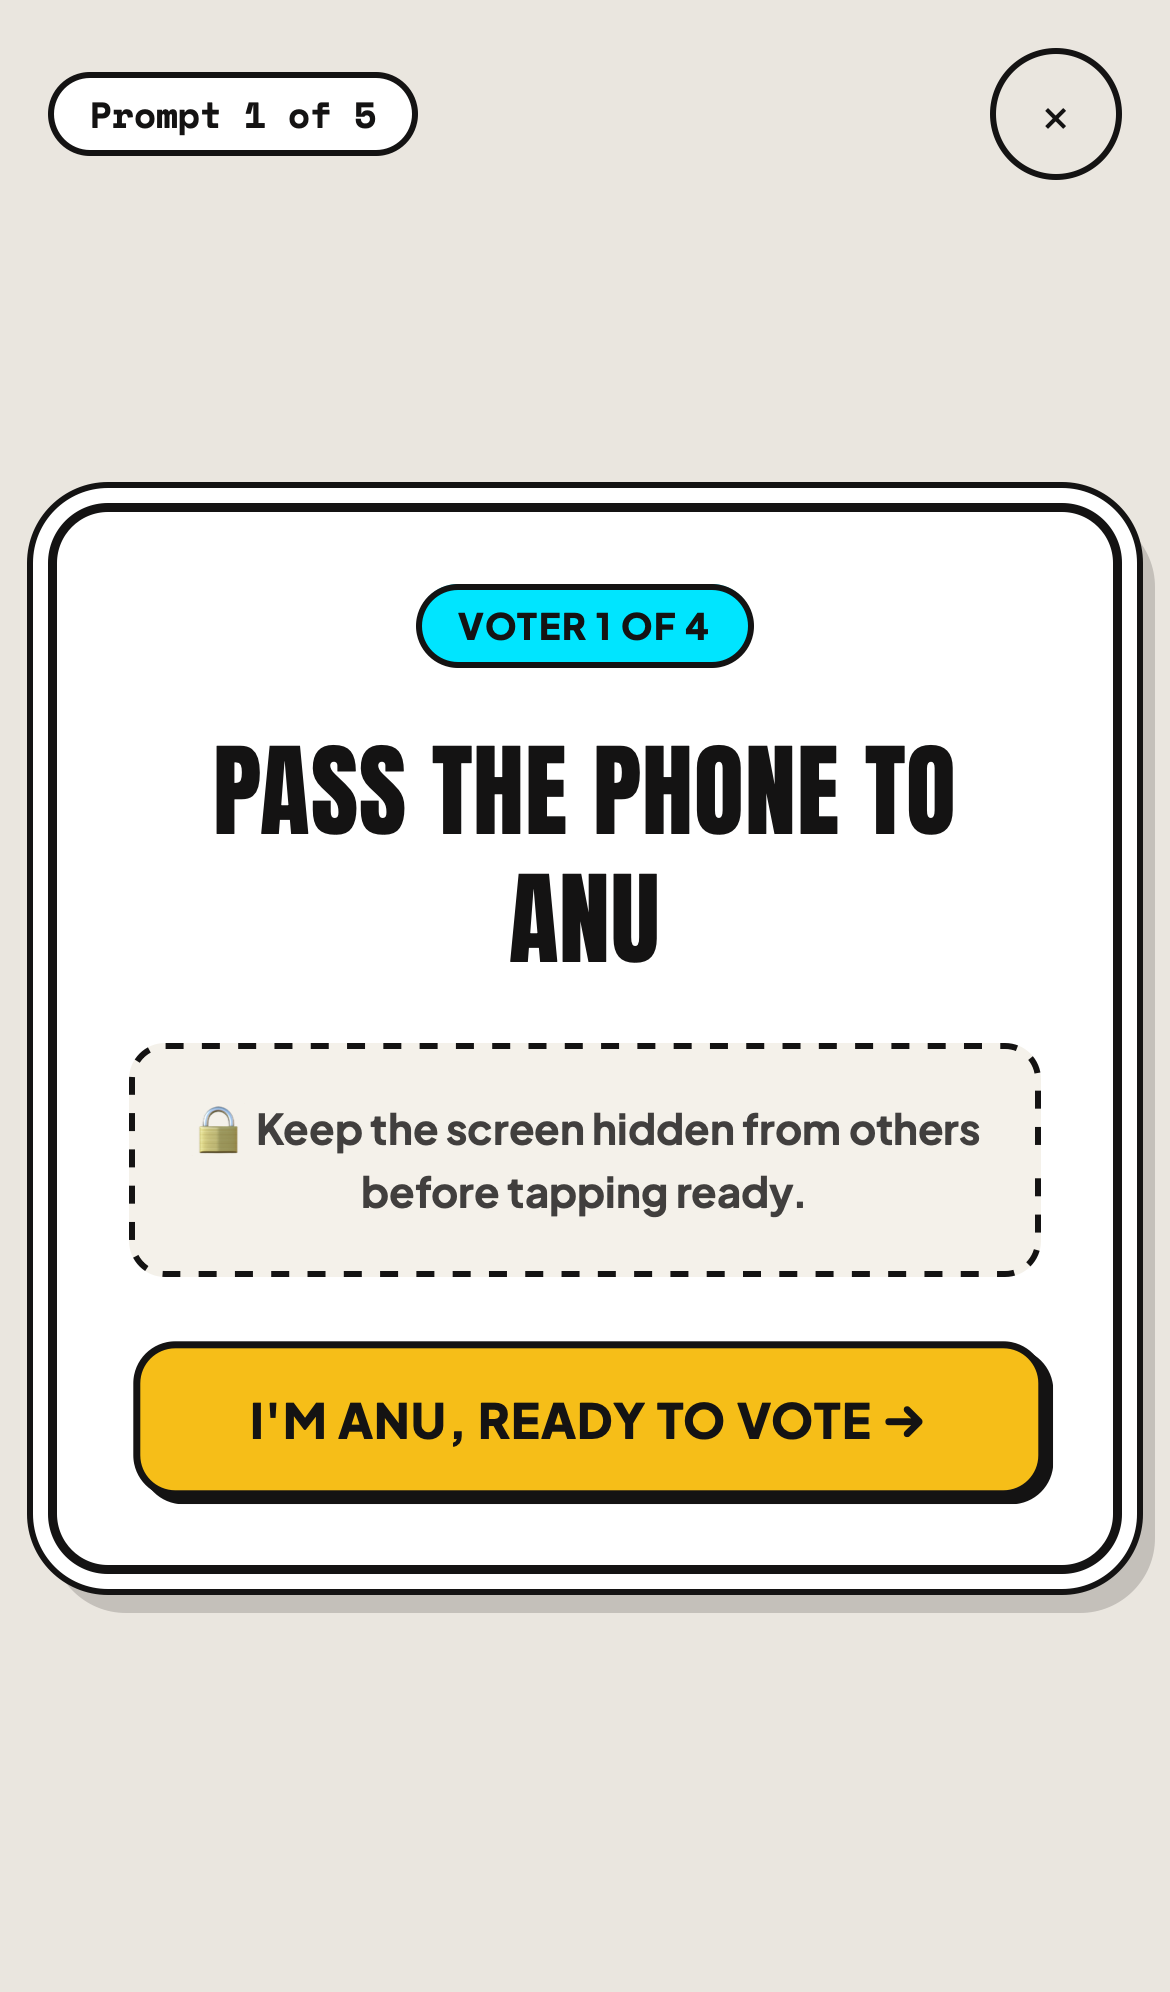 Prompt 1 of 5
×
VOTER 1 OF 4
PASS THE PHONE TO
ANU
🔒 Keep the screen hidden from others
before tapping ready.
I'M ANU, READY TO VOTE →